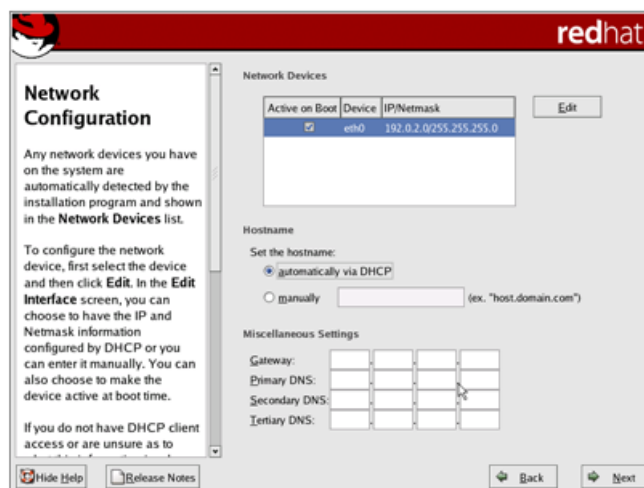 redhat
Network
Configuration
Any network devices you have
on the system are
automatically detected by the
installation program and shown
in the Network Devices list.
To configure the network
device, first select the device
and then click Edit. In the Edit
Interface screen, you can
choose to have the IP and
Netmask information
configured by DHCP or you
can enter it manually. You can
also choose to make the
device active at boot time.
If you do not have DHCP client
access or are unsure as to
Network Devices
Active on Boot Device IP/Netmask
eth0 192.0.2.0/255.255.255.0
Edit
Hostname
Set the hostname:
automatically via DHCP
manually (ex. "host.domain.com")
Miscellaneous Settings
Gateway:
Primary DNS:
Secondary DNS:
Tertiary DNS:
Hide Help
Release Notes
Back
Next